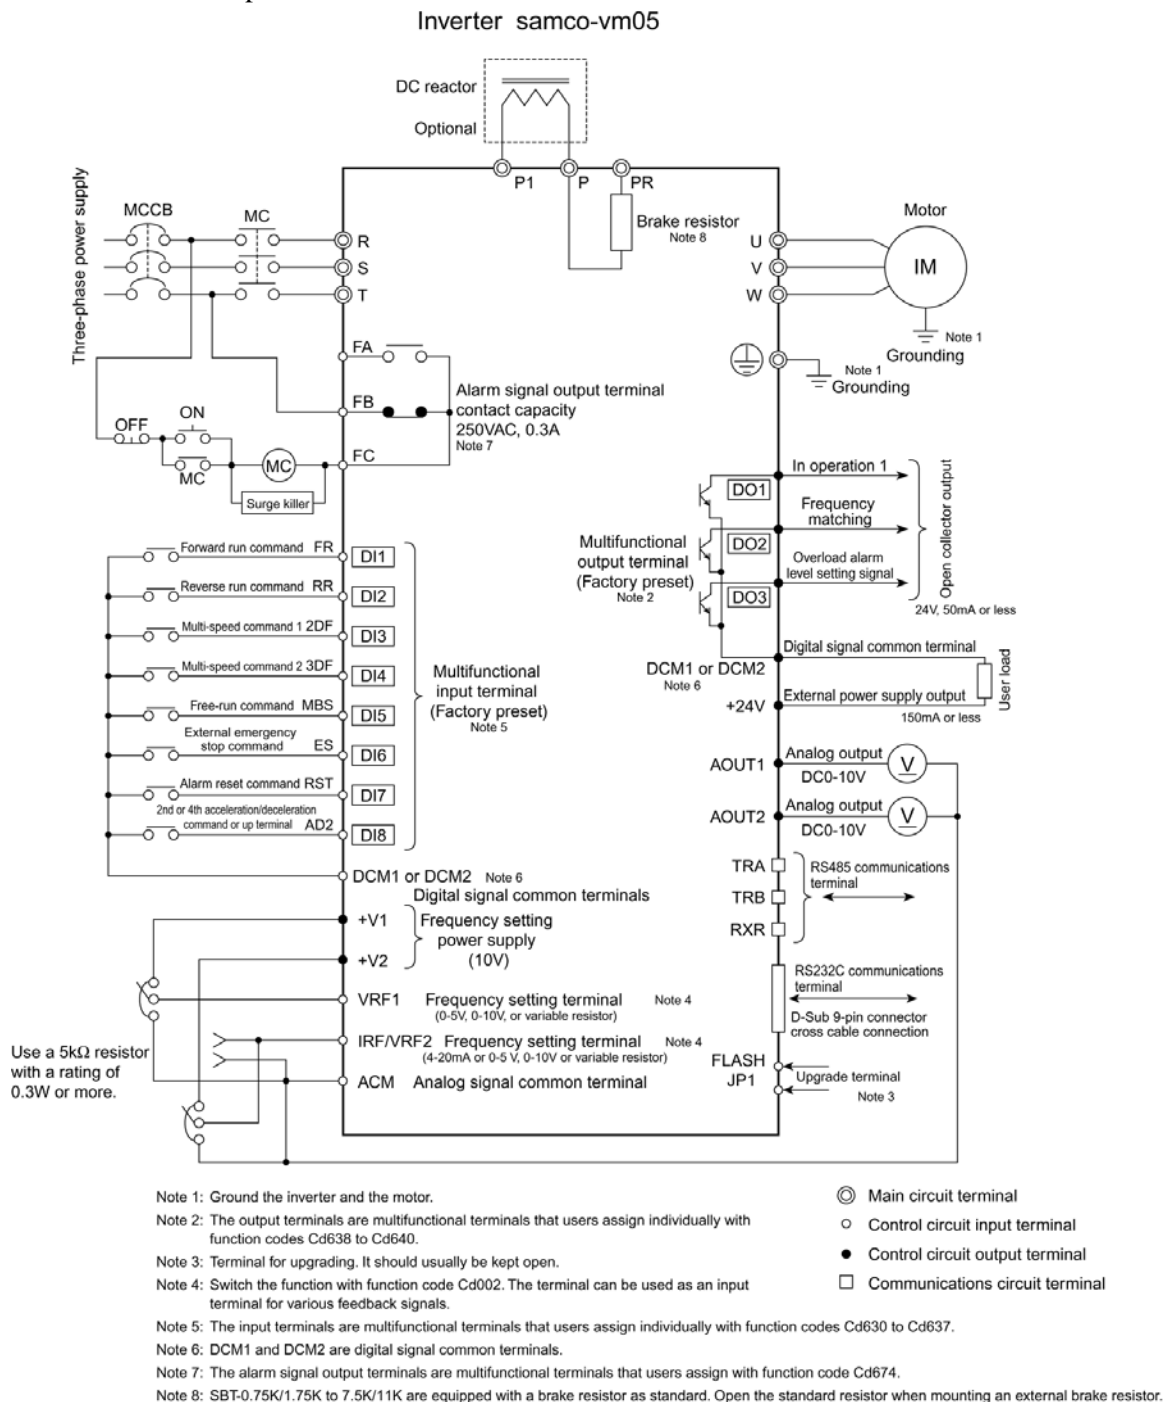 Inverter samco-vm05
DC reactor
Optional
P1
P
PR
Three-phase power supply
MCCB
MC
R
S
T
Brake resistor
Note 8
Motor
U
V
W
IM
Note 1
Grounding
Note 1
Grounding
FA
FB
FC
Alarm signal output terminal
contact capacity
250VAC, 0.3A
Note 7
OFF
ON
MC
MC
Surge killer
In operation 1
DO1
Frequency
matching
DO2
Overload alarm
level setting signal
DO3
Open collector output
24V, 50mA or less
Multifunctional
output terminal
(Factory preset)
Note 2
Forward run command FR
DI1
Reverse run command RR
DI2
Multi-speed command 1 2DF
DI3
Multi-speed command 2 3DF
DI4
Free-run command MBS
DI5
External emergency
stop command ES
DI6
Alarm reset command RST
DI7
2nd or 4th acceleration/deceleration
command or up terminal AD2
DI8
Multifunctional
input terminal
(Factory preset)
Note 5
Digital signal common terminal
DCM1 or DCM2
Note 6
+24V
External power supply output
150mA or less
User load
AOUT1
Analog output
DC0-10V
V
AOUT2
Analog output
DC0-10V
V
TRA
TRB
RXR
RS485 communications
terminal
RS232C communications
terminal
D-Sub 9-pin connector
cross cable connection
FLASH
JP1
Upgrade terminal
Note 3
DCM1 or DCM2 Note 6
Digital signal common terminals
+V1
+V2
Frequency setting
power supply
(10V)
VRF1 Frequency setting terminal Note 4
(0-5V, 0-10V, or variable resistor)
IRF/VRF2 Frequency setting terminal Note 4
(4-20mA or 0-5 V, 0-10V or variable resistor)
ACM Analog signal common terminal
Use a 5kΩ resistor
with a rating of
0.3W or more.
Note 1: Ground the inverter and the motor.
Note 2: The output terminals are multifunctional terminals that users assign individually with
function codes Cd638 to Cd640.
Note 3: Terminal for upgrading. It should usually be kept open.
Note 4: Switch the function with function code Cd002. The terminal can be used as an input
terminal for various feedback signals.
Note 5: The input terminals are multifunctional terminals that users assign individually with function codes Cd630 to Cd637.
Note 6: DCM1 and DCM2 are digital signal common terminals.
Note 7: The alarm signal output terminals are multifunctional terminals that users assign with function code Cd674.
Note 8: SBT-0.75K/1.75K to 7.5K/11K are equipped with a brake resistor as standard. Open the standard resistor when mounting an external brake resistor.
Main circuit terminal
Control circuit input terminal
Control circuit output terminal
Communications circuit terminal